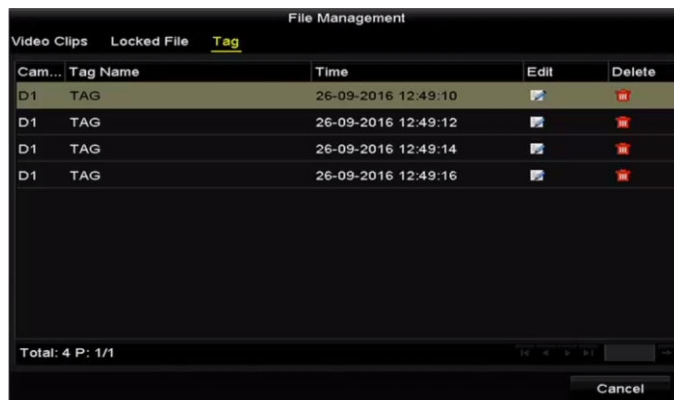 File Management
Video Clips Locked File Tag
Cam... Tag Name Time Edit Delete
D1 TAG 26-09-2016 12:49:10
D1 TAG 26-09-2016 12:49:12
D1 TAG 26-09-2016 12:49:14
D1 TAG 26-09-2016 12:49:16
Total: 4 P: 1/1
Cancel